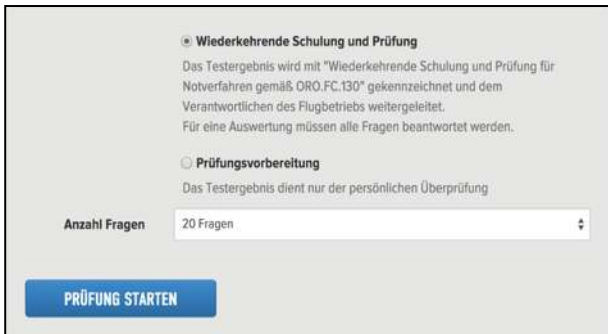 Wiederkehrende Schulung und Prüfung
Das Testergebnis wird mit "Wiederkehrende Schulung und Prüfung für
Notverfahren gemäß ORO.FC.130" gekennzeichnet und dem
Verantwortlichen des Flugbetriebs weitergeleitet.
Für eine Auswertung müssen alle Fragen beantwortet werden.
Prüfungsvorbereitung
Das Testergebnis dient nur der persönlichen Überprüfung
Anzahl Fragen 20 Fragen
PRÜFUNG STARTEN